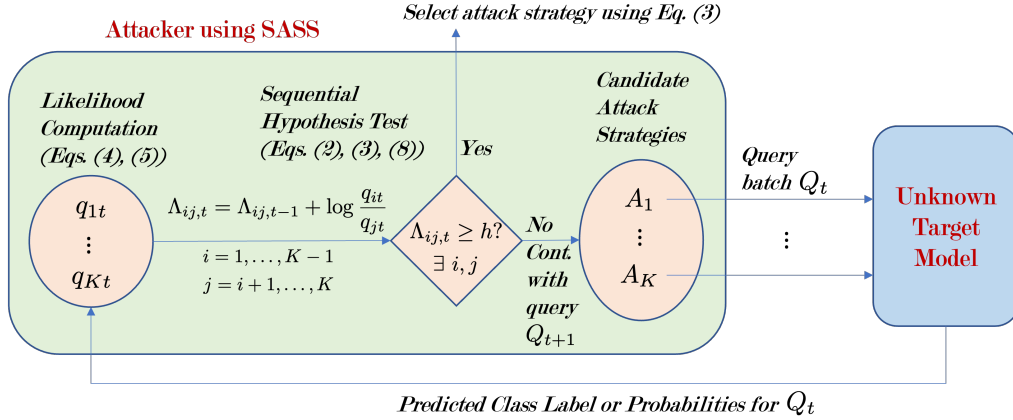 Select attack strategy using Eq. (3)
Attacker using SASS
Likelihood
Computation
(Eqs. (4), (5))
Sequential
Hypothesis Test
(Eqs. (2), (3), (8))
Candidate
Attack
Strategies
Yes
q_{1t}
⋮
q_{Kt}
Λ_{ij,t} = Λ_{ij,t−1} + log q_{it}/q_{jt}
i = 1, . . . , K − 1
j = i + 1, . . . , K
Λ_{ij,t} ≥ h?
∃ i, j
No
Cont.
with
query
Q_{t+1}
A_1
⋮
A_K
Query
batch Q_t
⋮
Unknown
Target
Model
Predicted Class Label or Probabilities for Q_t